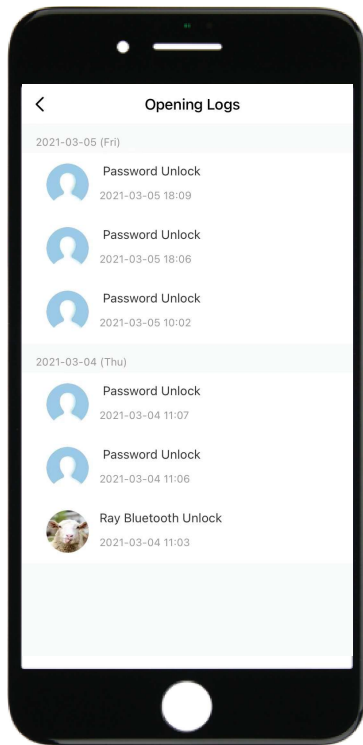 Opening Logs
2021-03-05 (Fri)
Password Unlock
2021-03-05 18:09
Password Unlock
2021-03-05 18:06
Password Unlock
2021-03-05 10:02
2021-03-04 (Thu)
Password Unlock
2021-03-04 11:07
Password Unlock
2021-03-04 11:06
Ray Bluetooth Unlock
2021-03-04 11:03